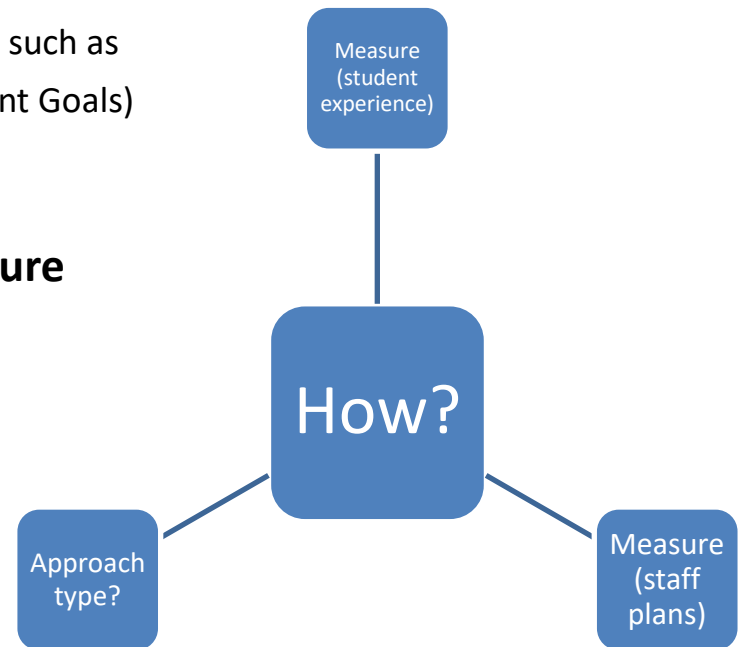 such as
nt Goals)
ure
Measure
(student
experience)
How?
Approach
type?
Measure
(staff
plans)